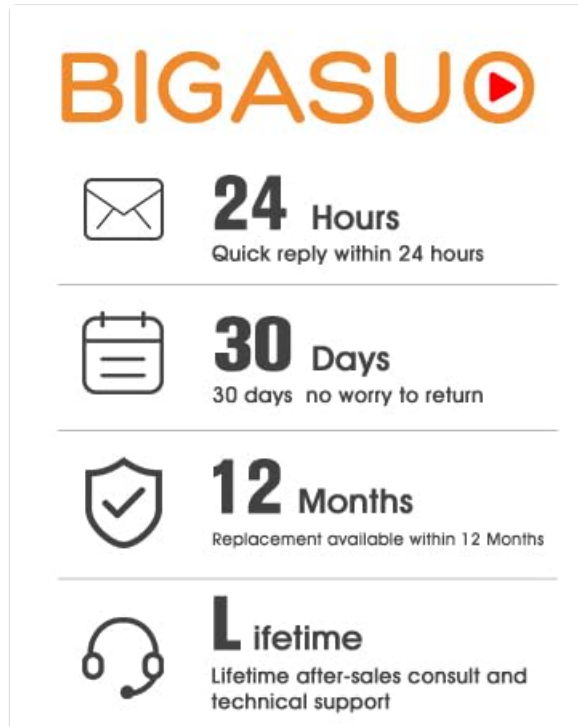 BIGASUO
24 Hours
Quick reply within 24 hours
30 Days
30 days no worry to return
12 Months
Replacement available within 12 Months
Lifetime
Lifetime after-sales consult and
technical support